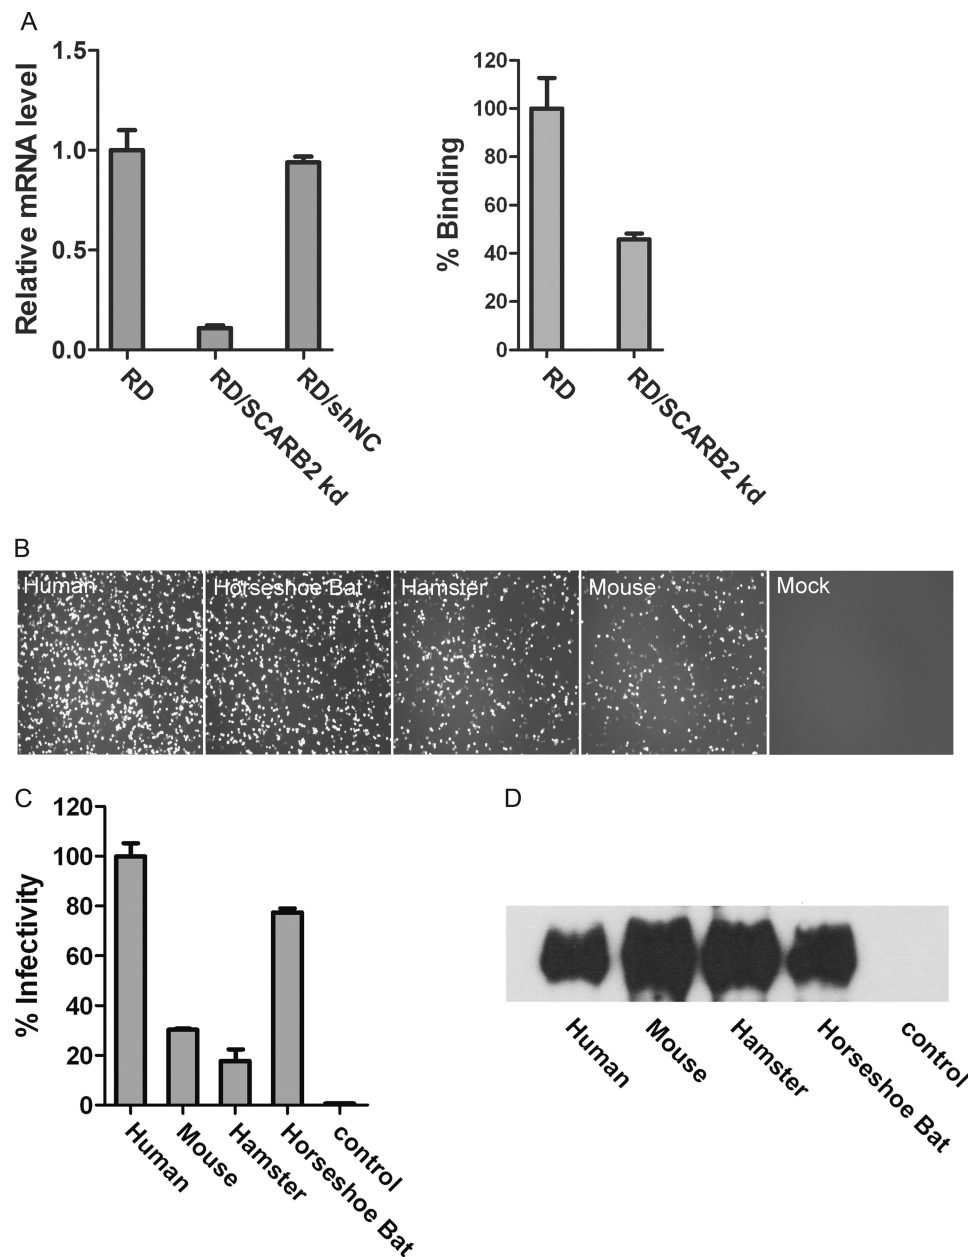 A
Relative mRNA level
1.5
1.0
0.5
0.0
RD
RD/SCARB2 kd
RD/shNC
% Binding
120
100
80
60
40
20
0
RD
RD/SCARB2 kd
B
Human
Horseshoe Bat
Hamster
Mouse
Mock
C
% Infectivity
120
100
80
60
40
20
0
Human
Mouse
Hamster
Horseshoe Bat
control
D
Human
Mouse
Hamster
Horseshoe Bat
control